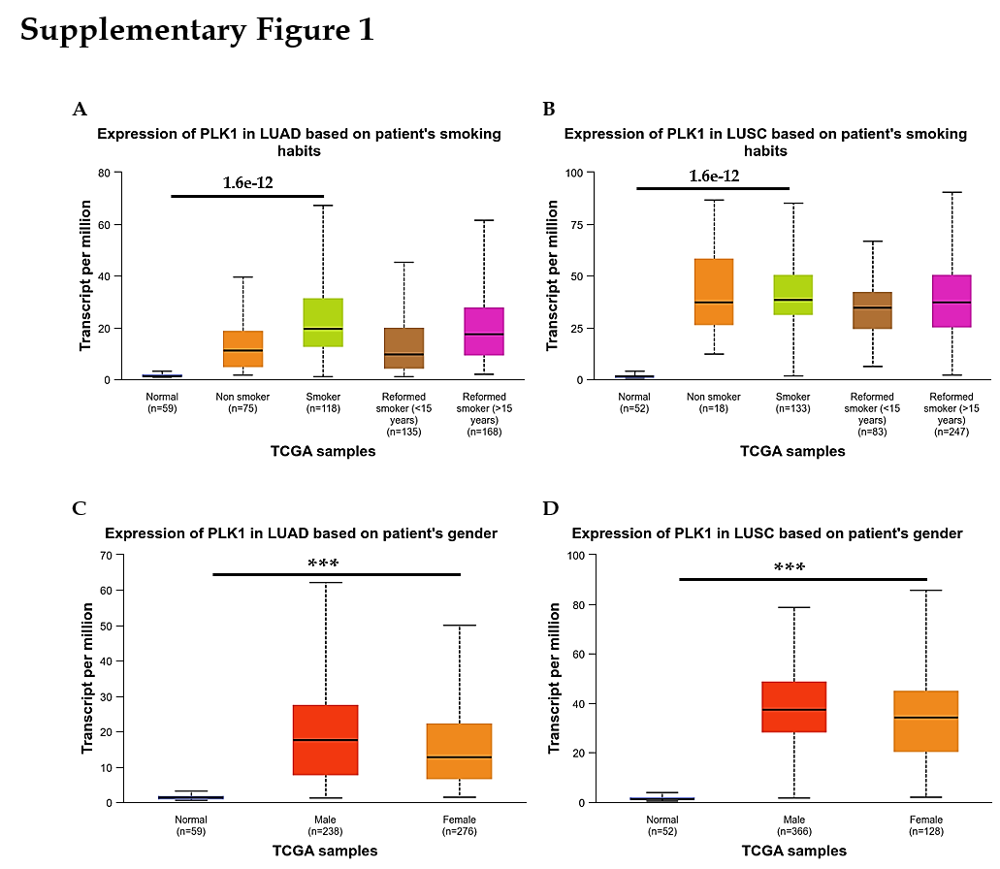 Supplementary Figure 1
A
Expression of PLK1 in LUAD based on patient's smoking
habits
1.6e-12
Transcript per million
80
60
40
20
0
Normal
(n=59)
Non smoker
(n=75)
Smoker
(n=118)
Reformed
smoker (<15
years)
(n=135)
Reformed
smoker (>15
years)
(n=168)
TCGA samples
B
Expression of PLK1 in LUSC based on patient's smoking
habits
1.6e-12
Transcript per million
100
75
50
25
0
Normal
(n=52)
Non smoker
(n=18)
Smoker
(n=133)
Reformed
smoker (<15
years)
(n=83)
Reformed
smoker (>15
years)
(n=247)
TCGA samples
C
Expression of PLK1 in LUAD based on patient's gender
***
Transcript per million
70
60
50
40
30
20
10
0
Normal
(n=59)
Male
(n=238)
Female
(n=276)
TCGA samples
D
Expression of PLK1 in LUSC based on patient's gender
***
Transcript per million
100
80
60
40
20
0
Normal
(n=52)
Male
(n=366)
Female
(n=128)
TCGA samples